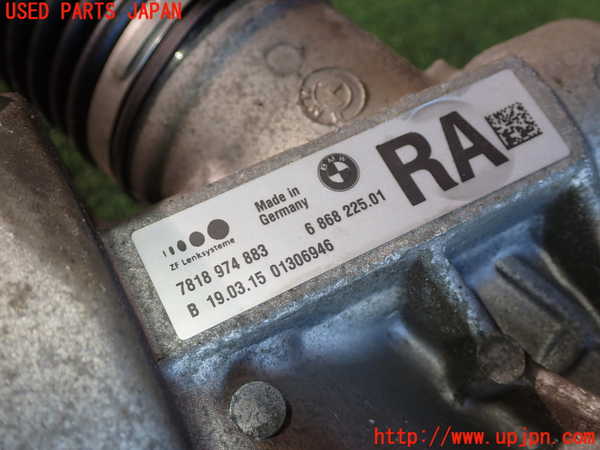 USED PARTS JAPAN
ZF Lenksysteme
Made in
Germany
BMW
RA
7818 974 883
6 868 225.01
B 19.03.15 01306946
http://www.upjpn.com